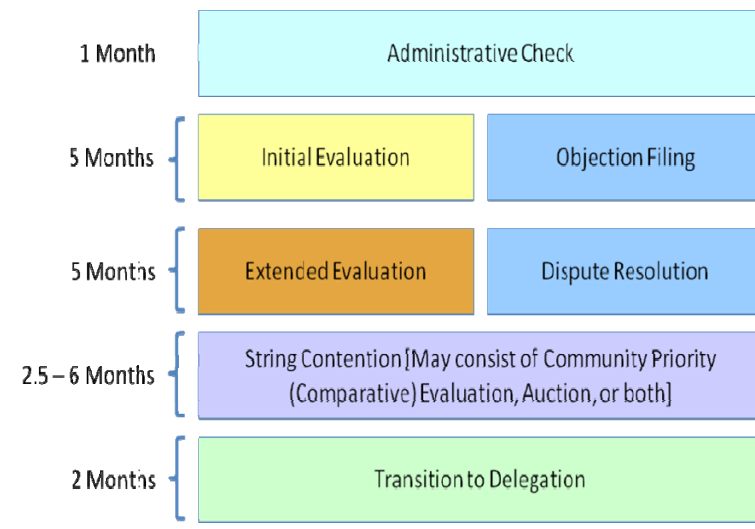 1 Month
Administrative Check
5 Months
Initial Evaluation
Objection Filing
5 Months
Extended Evaluation
Dispute Resolution
2.5 – 6 Months
String Contention [May consist of Community Priority
(Comparative) Evaluation, Auction, or both]
2 Months
Transition to Delegation